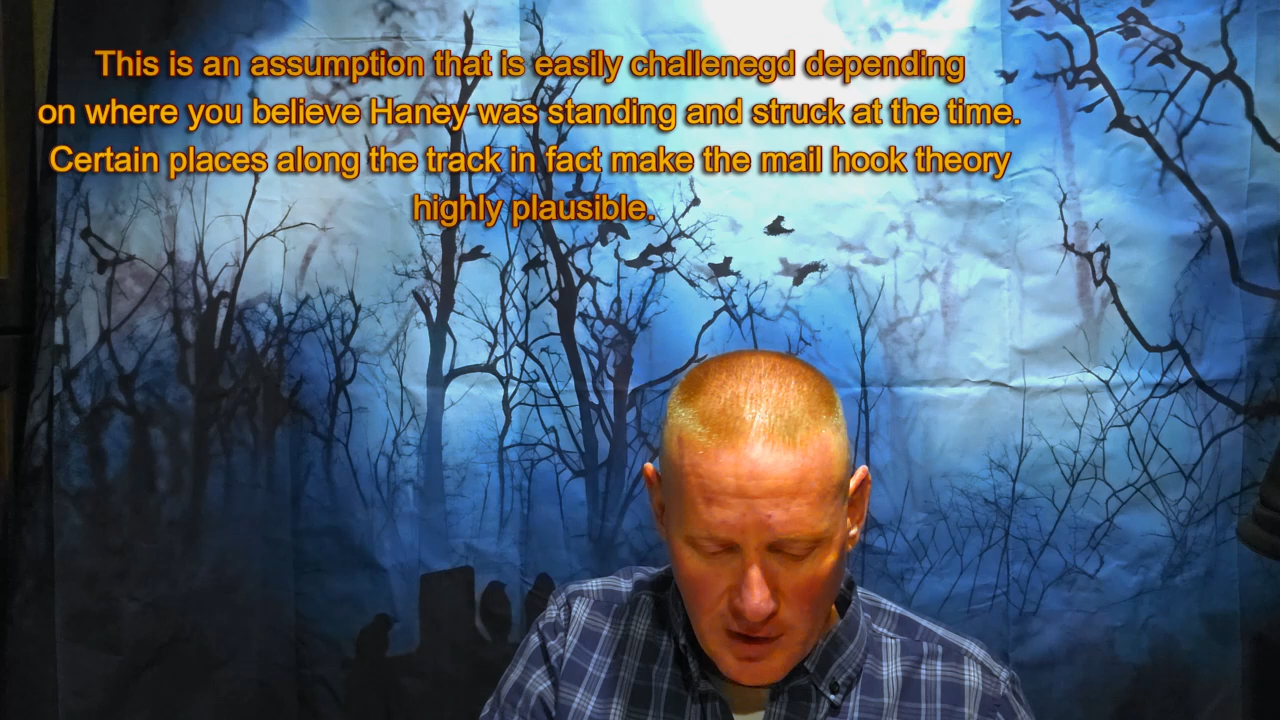 This is an assumption that is easily challenegd depending
on where you believe Haney was standing and struck at the time.
Certain places along the track in fact make the mail hook theory
highly plausible.